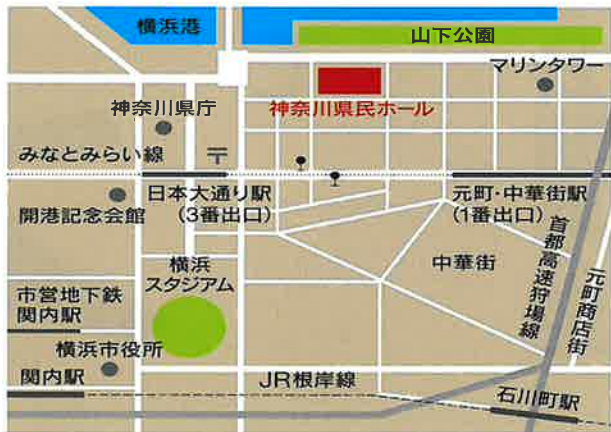 横浜港
山下公園
マリンタワー
神奈川県庁
神奈川県民ホール
みなとみらい線
〒
日本大通り駅
(3番出口)
元町・中華街駅
(1番出口)
開港記念会館
首都高速狩場線
横浜
スタジアム
中華街
元町商店街
市営地下鉄
関内駅
横浜市役所
関内駅
JR根岸線
石川町駅